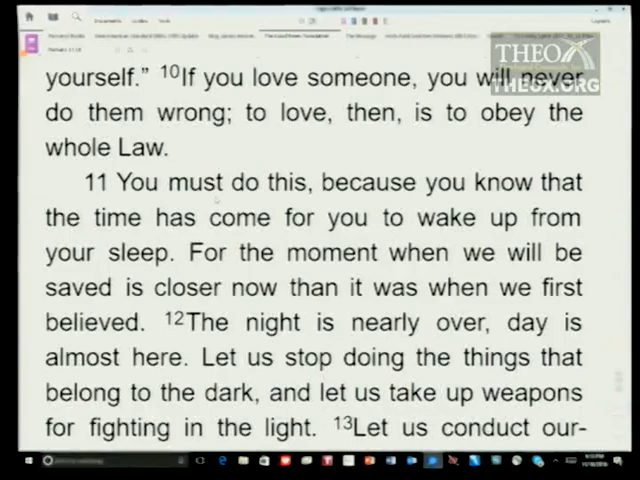 THEOX
THEOX.ORG
yourself.” ¹⁰If you love someone, you will never
do them wrong; to love, then, is to obey the
whole Law.
11 You must do this, because you know that
the time has come for you to wake up from
your sleep. For the moment when we will be
saved is closer now than it was when we first
believed. ¹²The night is nearly over, day is
almost here. Let us stop doing the things that
belong to the dark, and let us take up weapons
for fighting in the light. ¹³Let us conduct our-